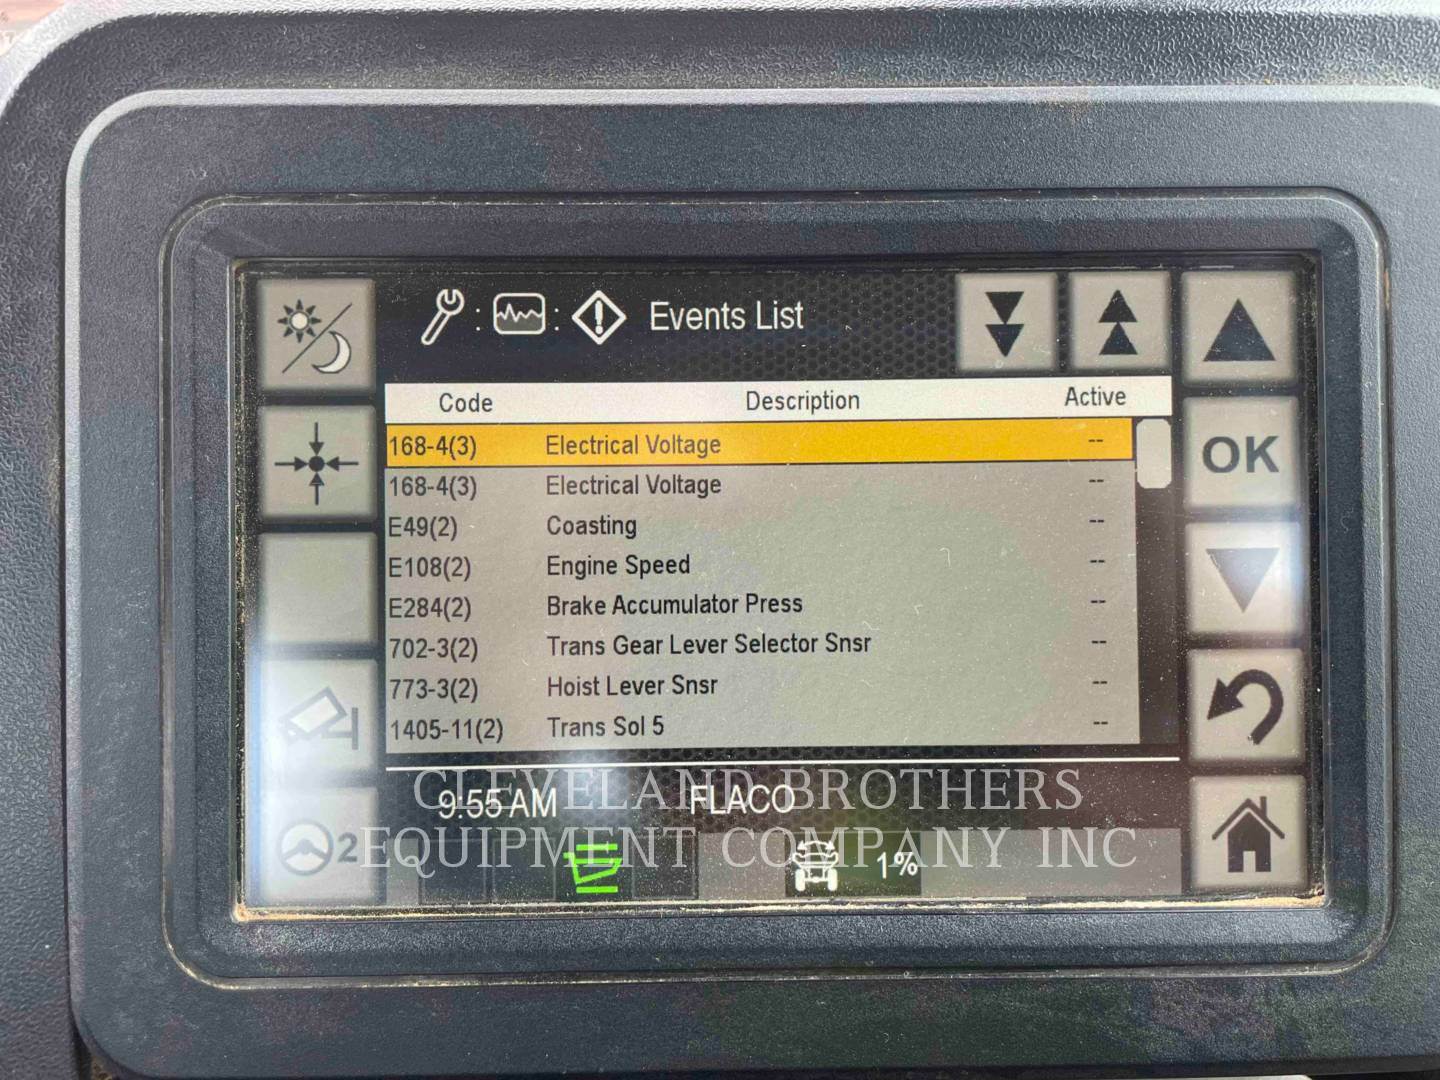 Events List
Code Description Active
168-4(3) Electrical Voltage --
168-4(3) Electrical Voltage --
E49(2) Coasting --
E108(2) Engine Speed --
E284(2) Brake Accumulator Press --
702-3(2) Trans Gear Lever Selector Snsr --
773-3(2) Hoist Lever Snsr --
1405-11(2) Trans Sol 5 --
OK
2
9:55 AM FLACO
1%
CLEVELAND BROTHERS
EQUIPMENT COMPANY INC